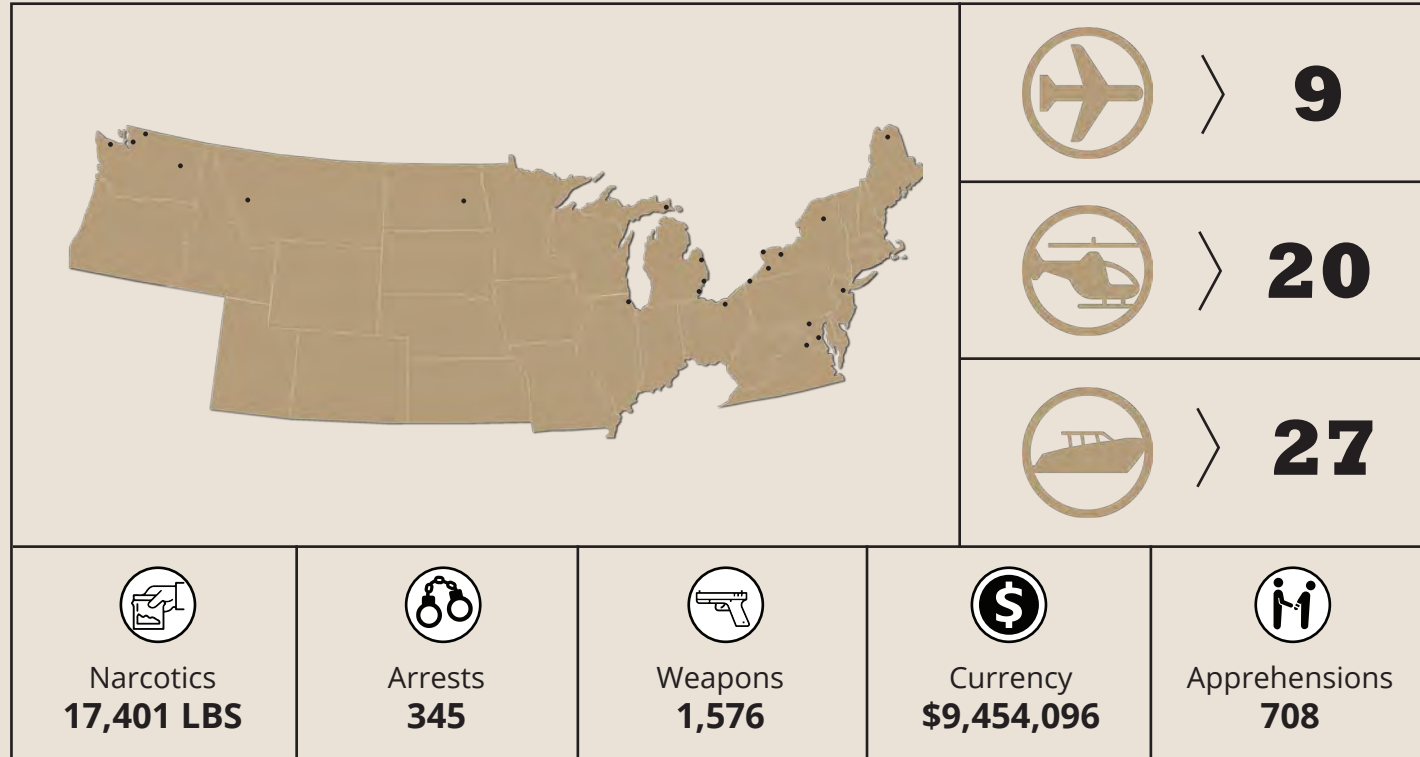 9
20
27
Narcotics
17,401 LBS
Arrests
345
Weapons
1,576
$
Currency
$9,454,096
Apprehensions
708